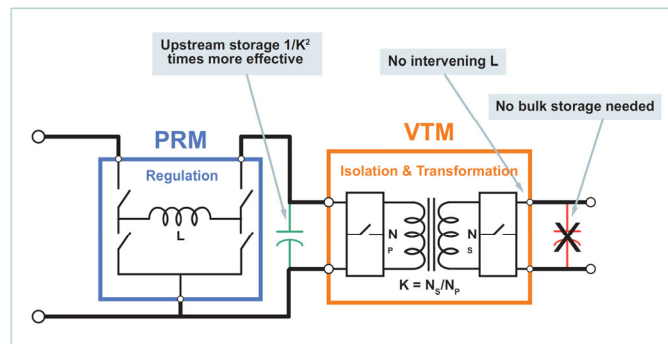 Upstream storage 1/K²
times more effective
No intervening L
No bulk storage needed
PRM
VTM
Regulation
Isolation & Transformation
L
N
P
N
S
K = N_S/N_P